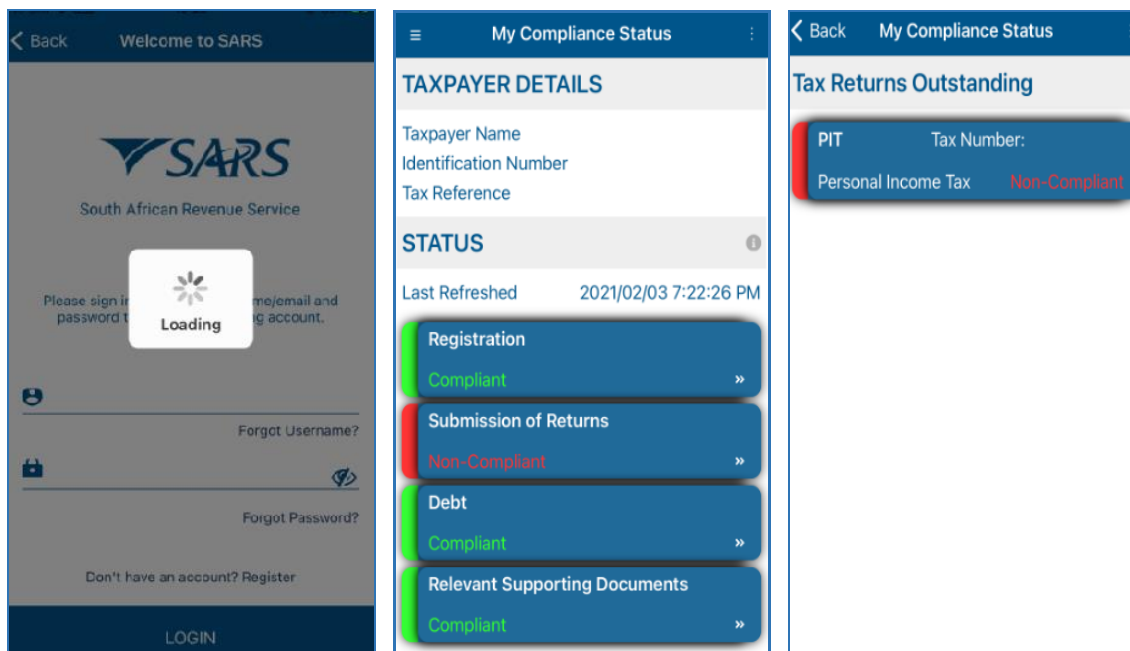 Back Welcome to SARS
SARS
South African Revenue Service
Please sign in me/email and
password t g account.
Loading
Forgot Username?
Forgot Password?
Don't have an account? Register
LOGIN
My Compliance Status
TAXPAYER DETAILS
Taxpayer Name
Identification Number
Tax Reference
STATUS
Last Refreshed 2021/02/03 7:22:26 PM
Registration
Compliant »
Submission of Returns
Non-Compliant »
Debt
Compliant »
Relevant Supporting Documents
Compliant »
Back My Compliance Status
Tax Returns Outstanding
PIT Tax Number:
Personal Income Tax Non-Compliant